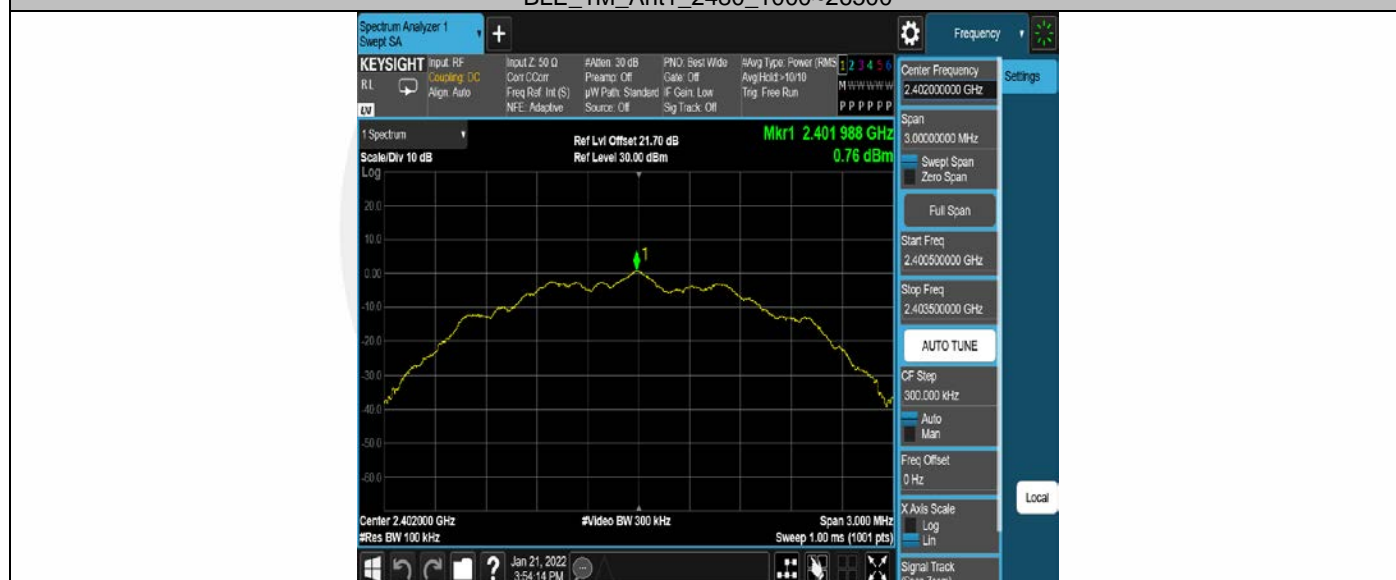 BLE_1M_Ant1_2480_1000~26500
Spectrum Analyzer 1
Swept SA
+
Frequency
KEYSIGHT
RL
LXI
Input: RF
Coupling: DC
Align: Auto
Input Z: 50 Ω
Corr CCorr
Freq Ref: Int (S)
NFE: Adaptive
#Atten: 30 dB
Preamp: Off
µW Path: Standard
Source: Off
PNO: Best Wide
Gate: Off
IF Gain: Low
Sig Track: Off
#Avg Type: Power (RMS
Avg|Hold:>10/10
Trig: Free Run
1 2 3 4 5 6
M W W W W W
P P P P P P
Center Frequency
2.402000000 GHz
Settings
Span
3.00000000 MHz
Swept Span
Zero Span
Full Span
Start Freq
2.400500000 GHz
Stop Freq
2.403500000 GHz
AUTO TUNE
CF Step
300.000 kHz
Auto
Man
Freq Offset
0 Hz
X Axis Scale
Log
Lin
Signal Track
(Span Zoom)
Local
1 Spectrum
Scale/Div 10 dB
Log
Ref Lvl Offset 21.70 dB
Ref Level 30.00 dBm
Mkr1 2.401 988 GHz
0.76 dBm
20.0
10.0
1
0.00
-10.0
-20.0
-30.0
-40.0
-50.0
-60.0
Center 2.402000 GHz
#Video BW 300 kHz
Span 3.000 MHz
#Res BW 100 kHz
Sweep 1.00 ms (1001 pts)
?
Jan 21, 2022
3:54:14 PM